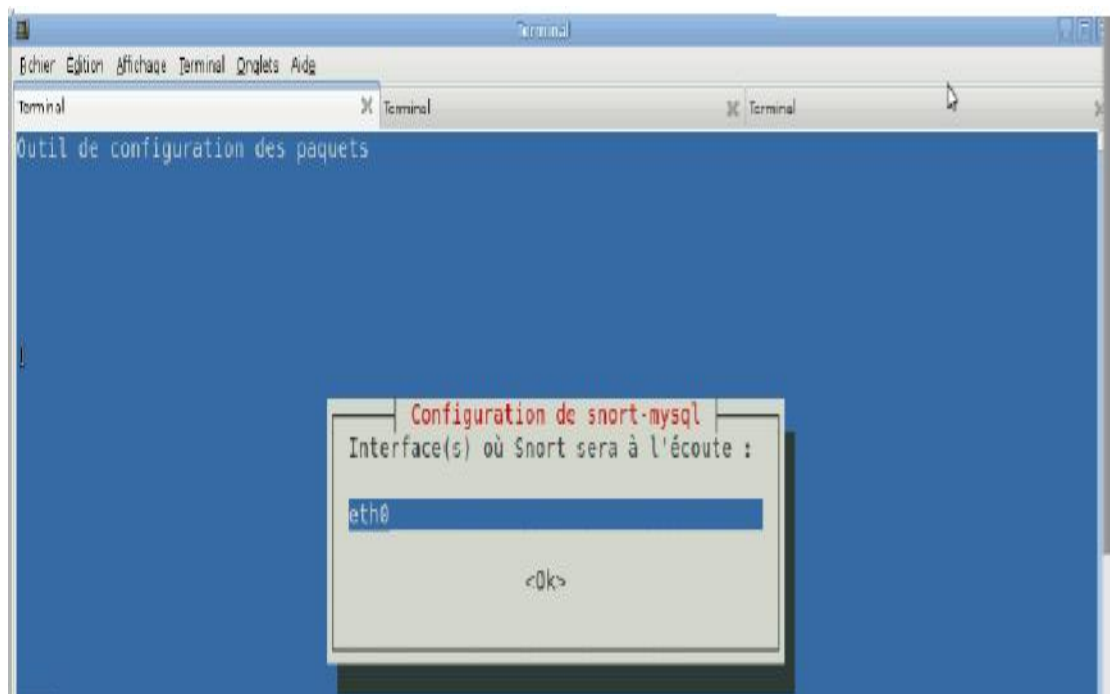 Terminal
Fichier Édition Affichage Terminal Onglets Aide
Terminal Terminal Terminal
Outil de configuration des paquets
Configuration de snort-mysql
Interface(s) où Snort sera à l'écoute :
eth0
<Ok>